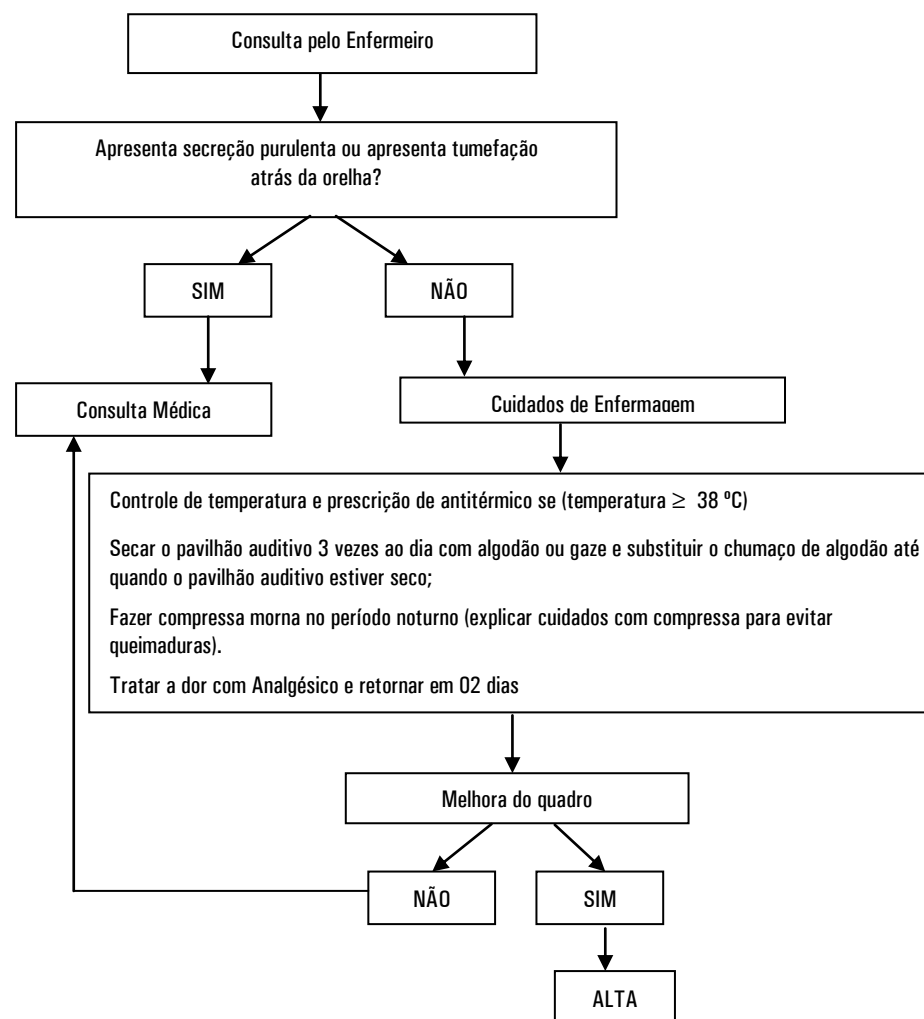 Consulta pelo Enfermeiro
Apresenta secreção purulenta ou apresenta tumefação
atrás da orelha?
SIM
NÃO
Consulta Médica
Cuidados de Enfermagem
Controle de temperatura e prescrição de antitérmico se (temperatura ≥ 38 ºC)
Secar o pavilhão auditivo 3 vezes ao dia com algodão ou gaze e substituir o chumaço de algodão até
quando o pavilhão auditivo estiver seco;
Fazer compressa morna no período noturno (explicar cuidados com compressa para evitar
queimaduras).
Tratar a dor com Analgésico e retornar em 02 dias
Melhora do quadro
NÃO
SIM
ALTA